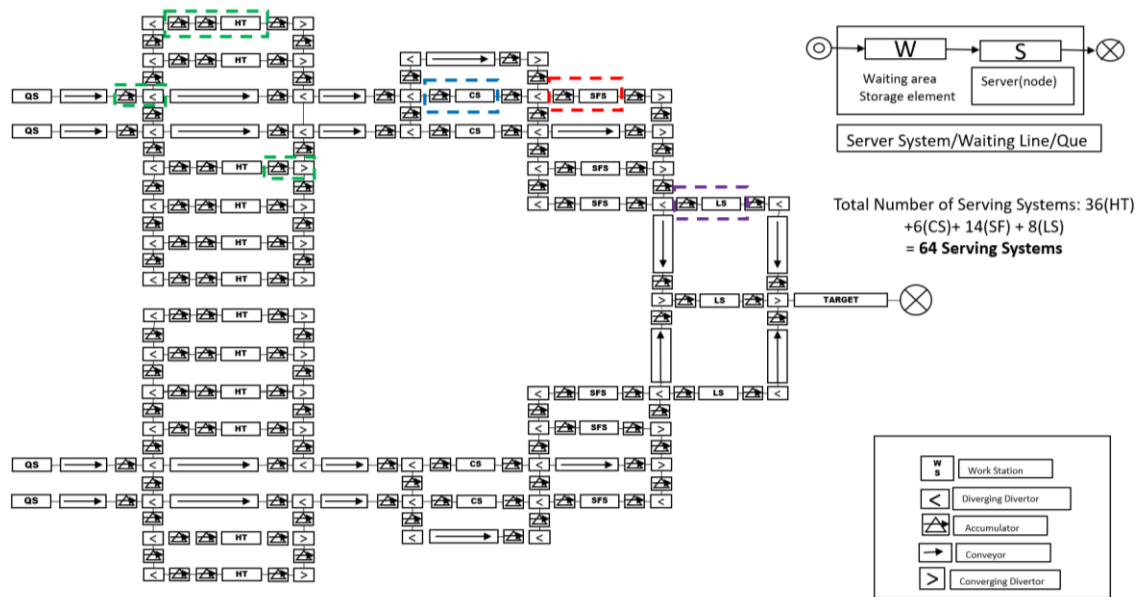 HT
HT
QS CS SFS
QS CS
HT SFS
HT SFS LS
HT
HT
LS TARGET
HT
HT
HT SFS LS
HT SFS
QS CS
QS CS SFS
HT
HT
W S
Waiting area
Storage element
Server(node)
Server System/Waiting Line/Que
Total Number of Serving Systems: 36(HT)
+6(CS)+ 14(SF) + 8(LS)
= 64 Serving Systems
W
S
Work Station
Diverging Divertor
Accumulator
Conveyor
Converging Divertor